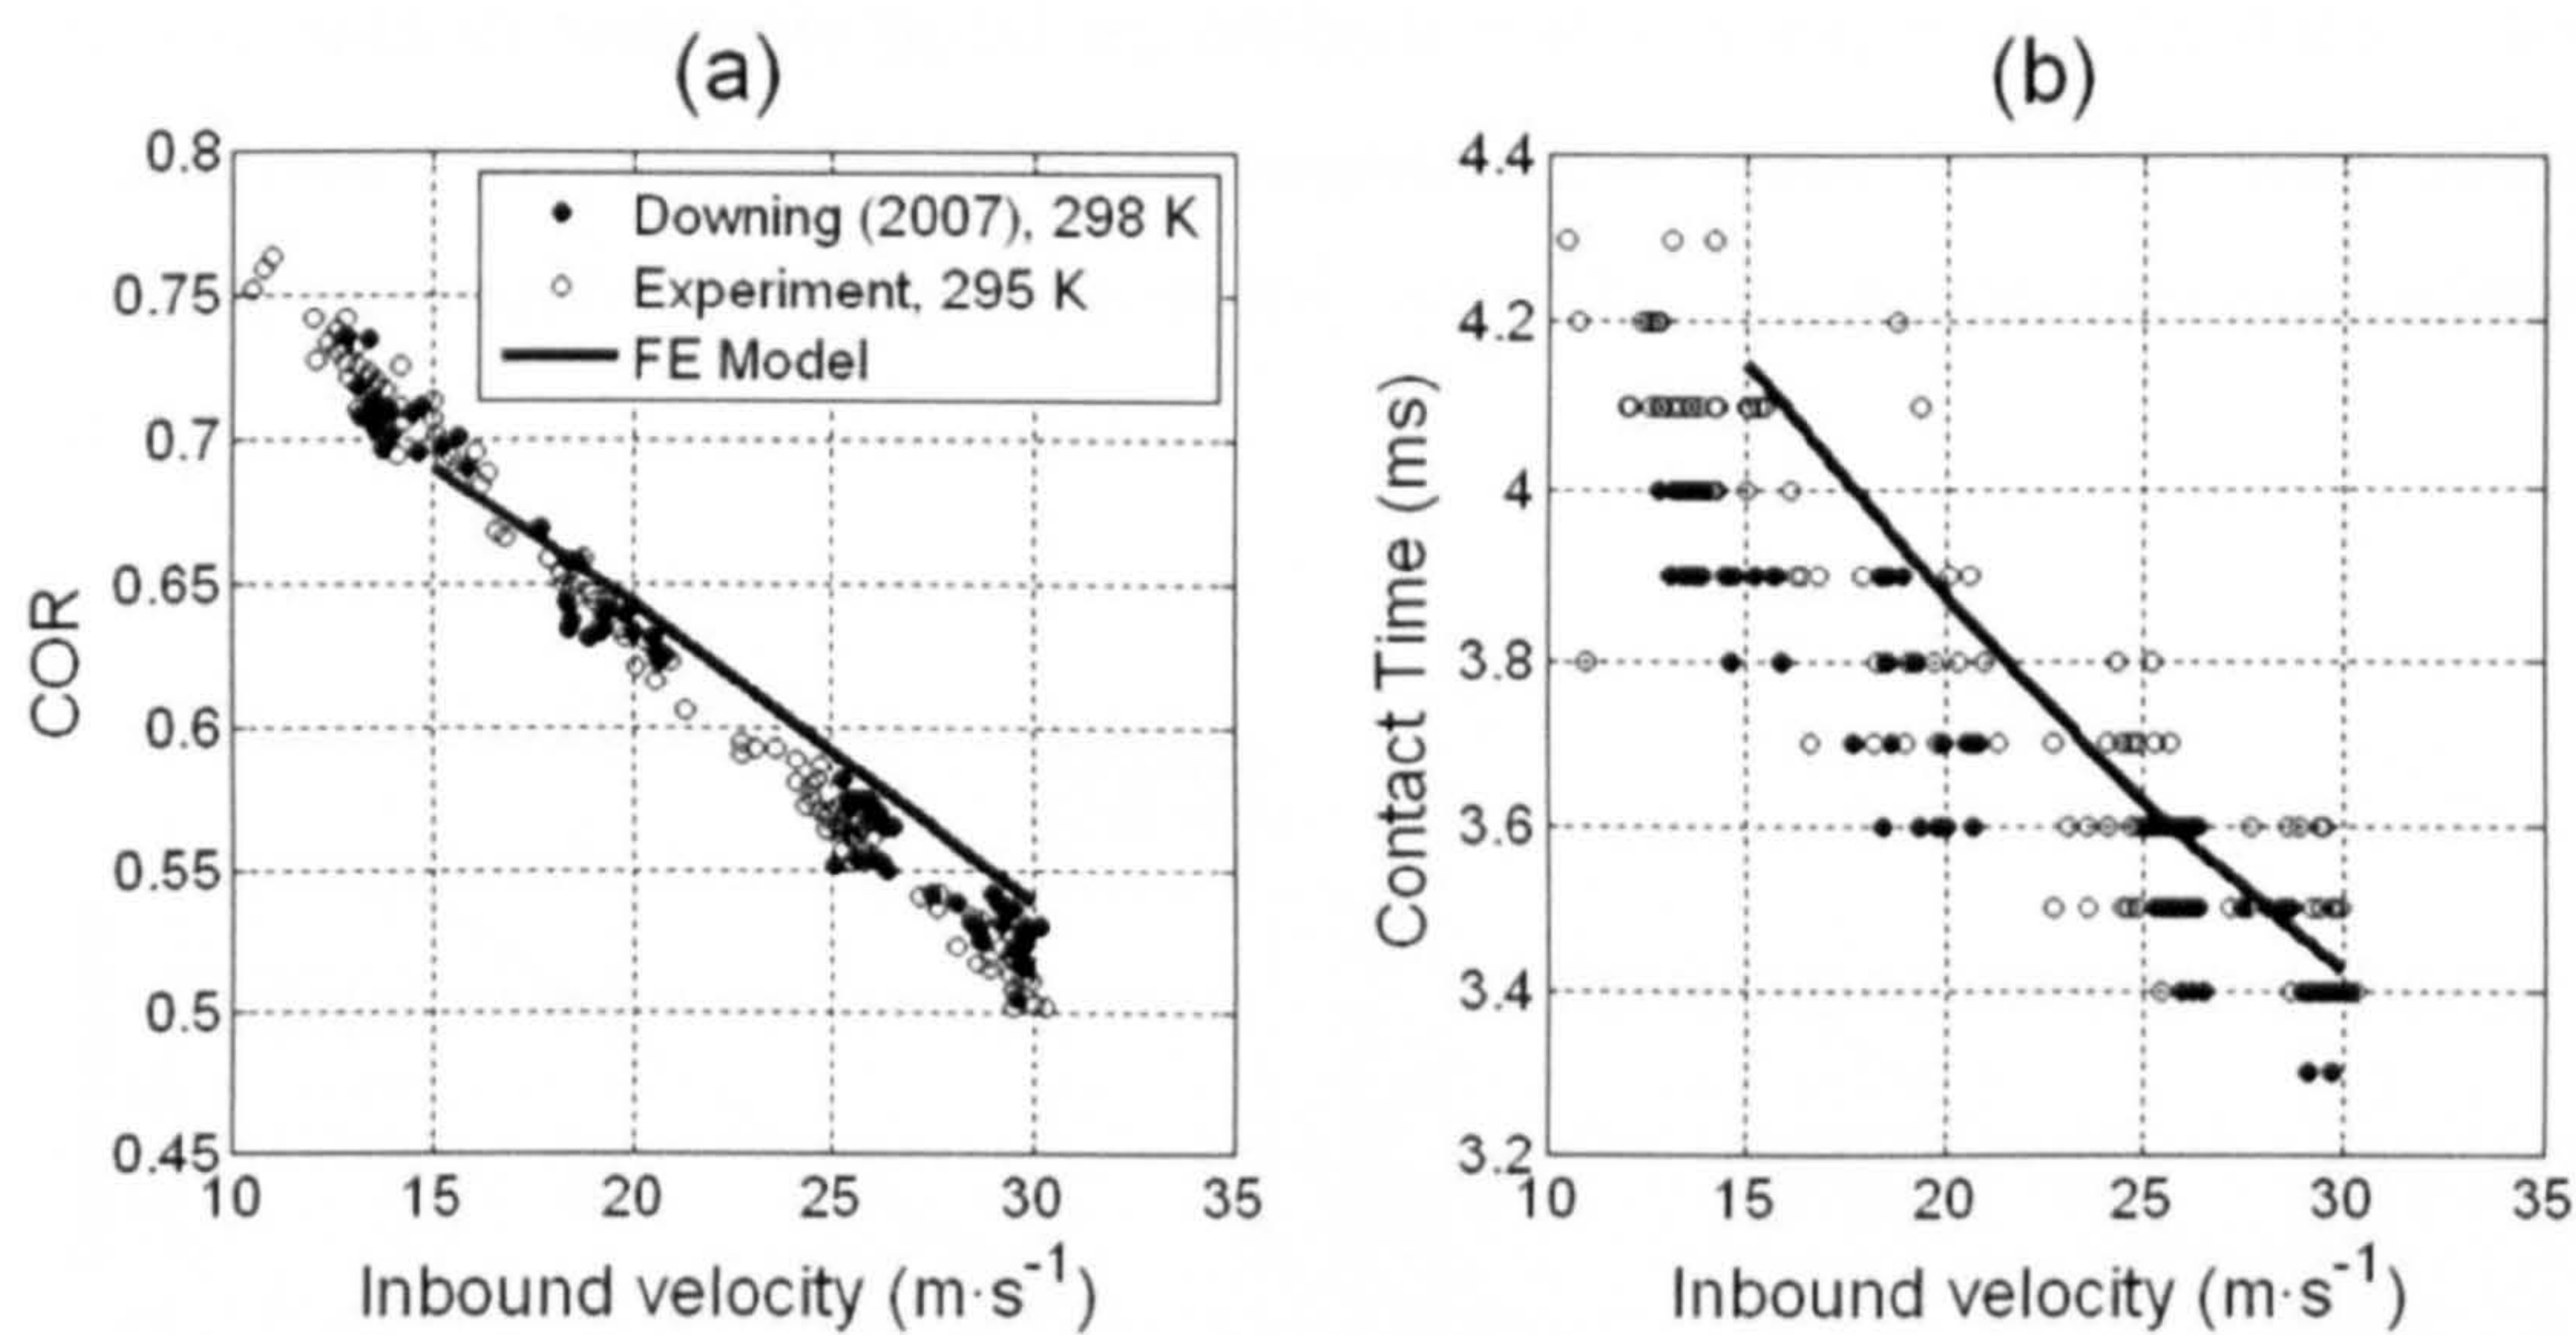 (a)
0.8
0.75
0.7
0.65
0.6
0.55
0.5
0.45
COR
10 15 20 25 30 35
Inbound velocity (m·s⁻¹)
Downing (2007), 298 K
Experiment, 295 K
FE Model
(b)
4.4
4.2
4
3.8
3.6
3.4
3.2
Contact Time (ms)
10 15 20 25 30 35
Inbound velocity (m·s⁻¹)